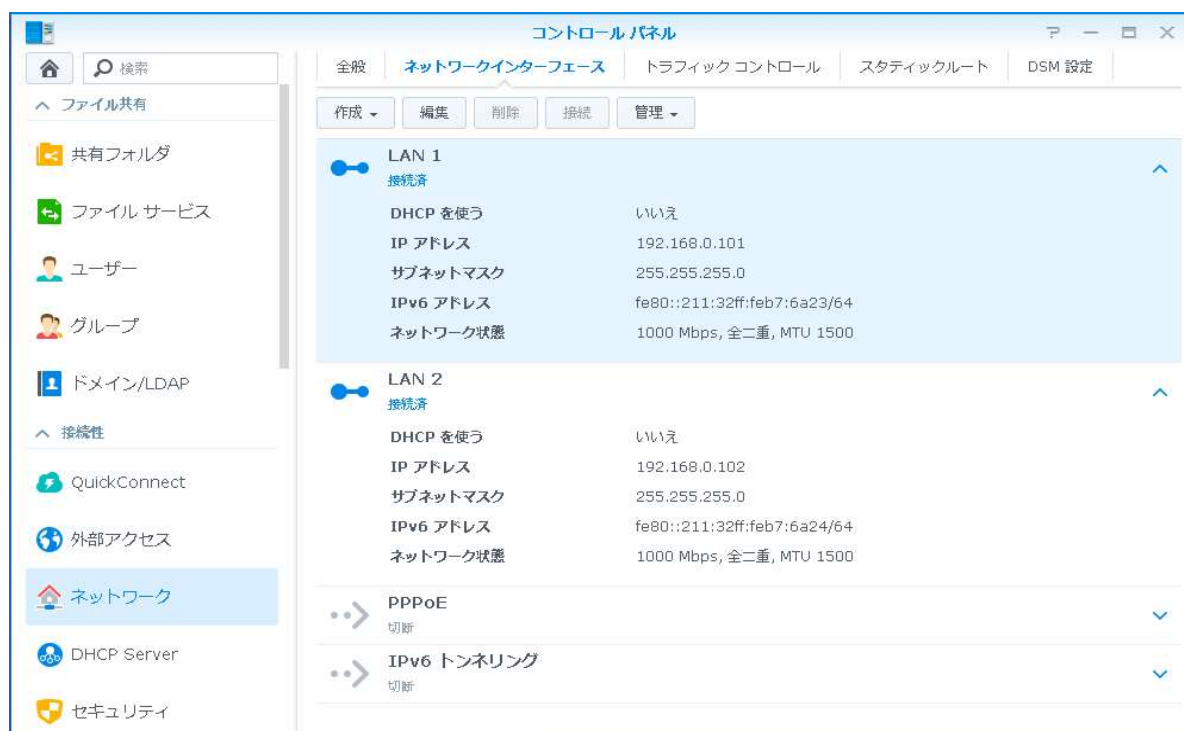 コントロール パネル
検索
ファイル共有
共有フォルダ
ファイル サービス
ユーザー
グループ
ドメイン/LDAP
接続性
QuickConnect
外部アクセス
ネットワーク
DHCP Server
セキュリティ
全般 ネットワークインターフェース トラフィック コントロール スタティックルート DSM 設定
作成 編集 削除 接続 管理
LAN 1
接続済
DHCP を使う いいえ
IP アドレス 192.168.0.101
サブネットマスク 255.255.255.0
IPv6 アドレス fe80::211:32ff:feb7:6a23/64
ネットワーク状態 1000 Mbps, 全二重, MTU 1500
LAN 2
接続済
DHCP を使う いいえ
IP アドレス 192.168.0.102
サブネットマスク 255.255.255.0
IPv6 アドレス fe80::211:32ff:feb7:6a24/64
ネットワーク状態 1000 Mbps, 全二重, MTU 1500
PPPoE
切断
IPv6 トンネリング
切断